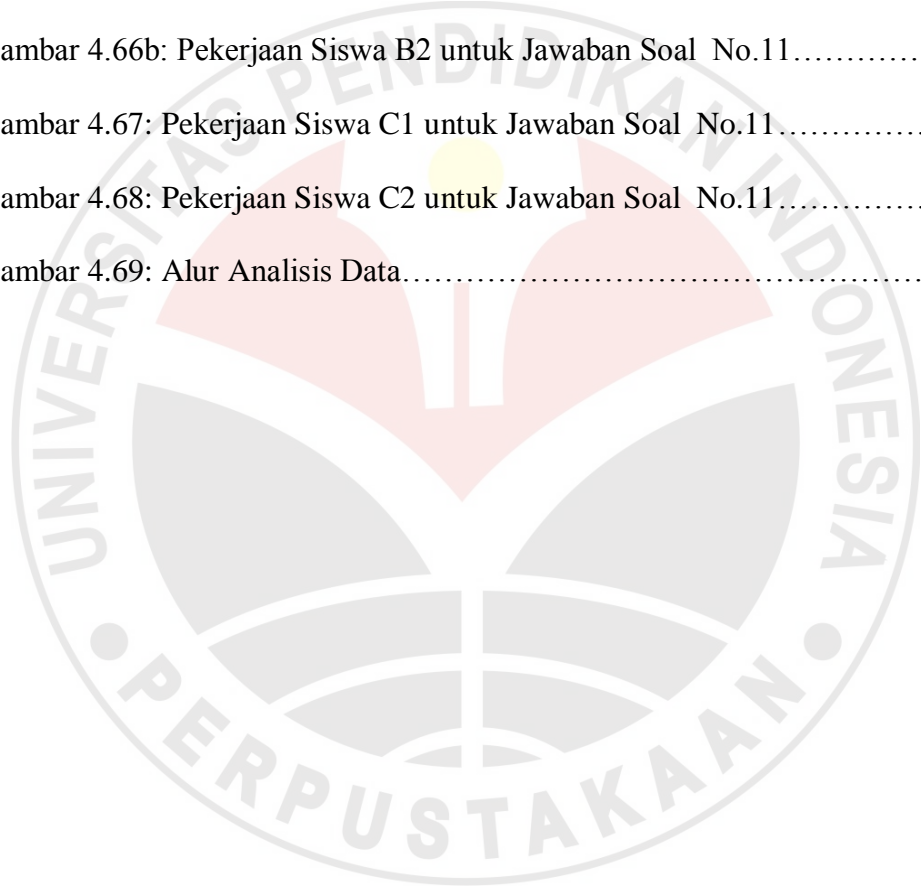 ambar 4.66b: Pekerjaan Siswa B2 untuk Jawaban Soal No.11…………
ambar 4.67: Pekerjaan Siswa C1 untuk Jawaban Soal No.11……………
ambar 4.68: Pekerjaan Siswa C2 untuk Jawaban Soal No.11……………
ambar 4.69: Alur Analisis Data……………………………………………
UNIVERSITAS PENDIDIKAN INDONESIA
PERPUSTAKAAN